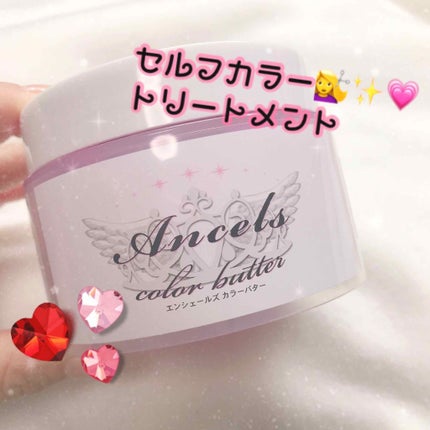 セルフカラー💇‍♀️✨💗
トリートメント
Ancels
color butter
エンシェールズ カラーバター